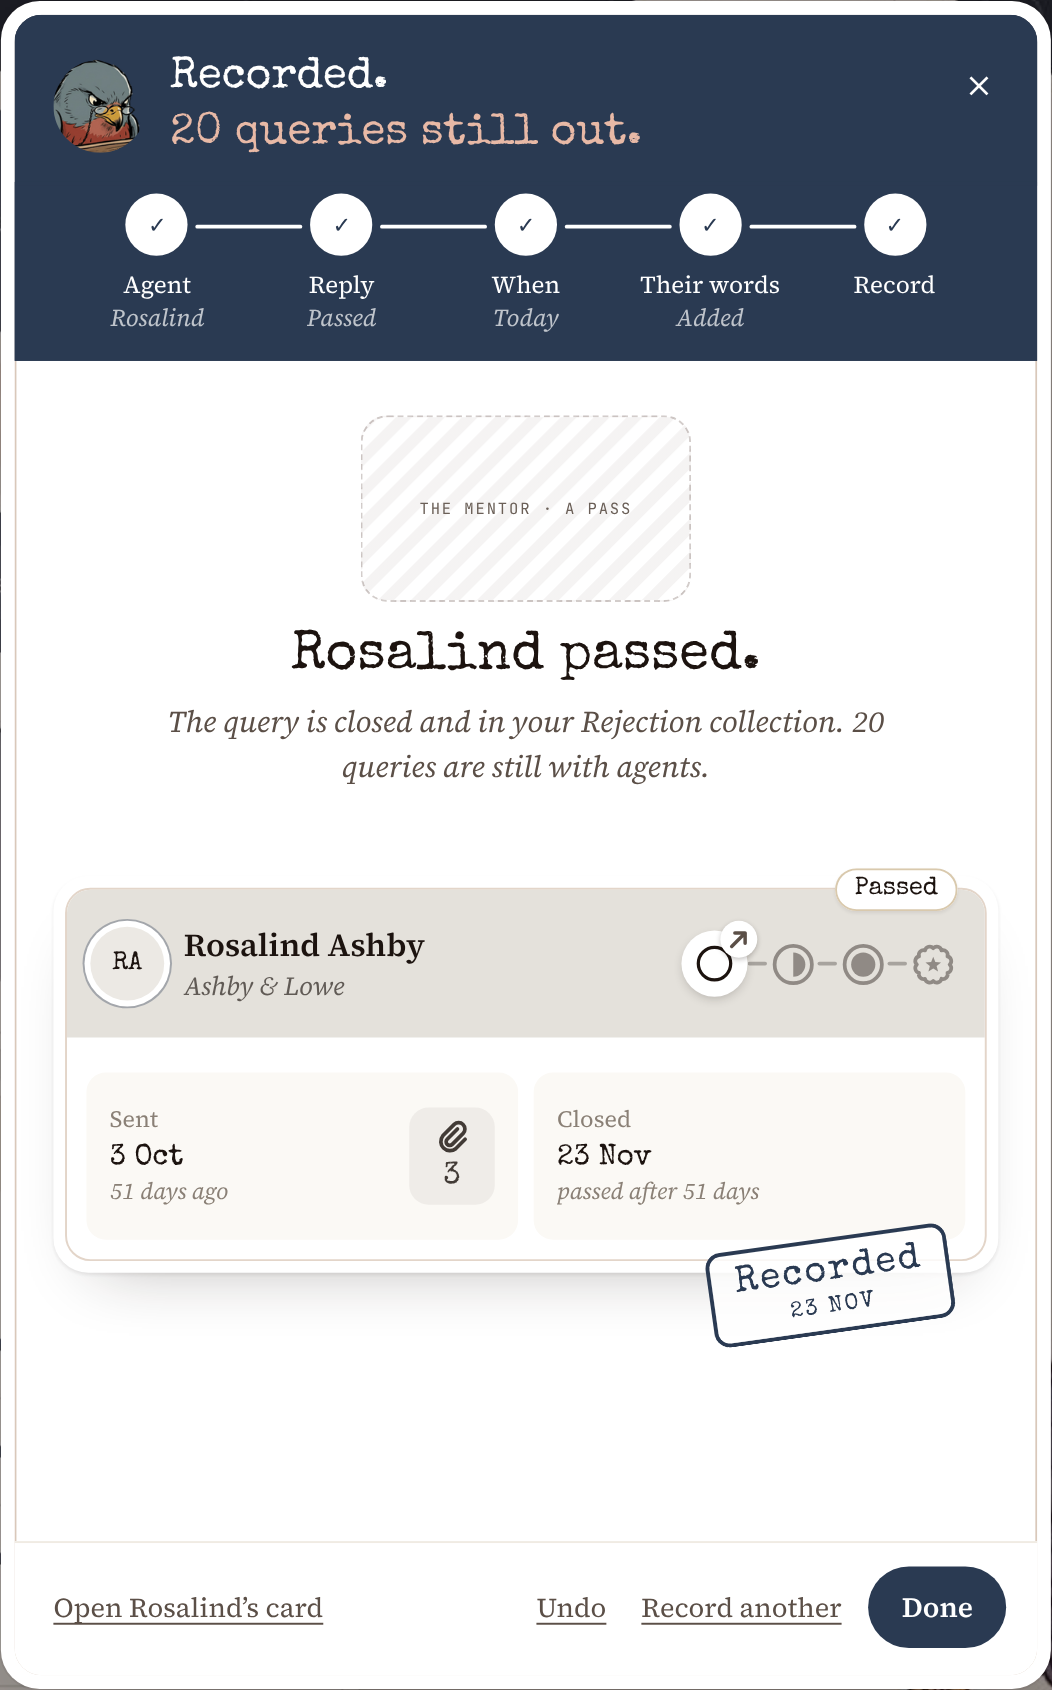 Recorded.
20 queries still out.
✓ ✓ ✓ ✓ ✓
Agent Reply When Their words Record
Rosalind Passed Today Added
THE MENTOR · A PASS
Rosalind passed.
The query is closed and in your Rejection collection. 20
queries are still with agents.
Passed
RA
Rosalind Ashby
Ashby & Lowe
Sent
3 Oct
51 days ago
3
Closed
23 Nov
passed after 51 days
Recorded
23 NOV
Open Rosalind’s card Undo Record another Done